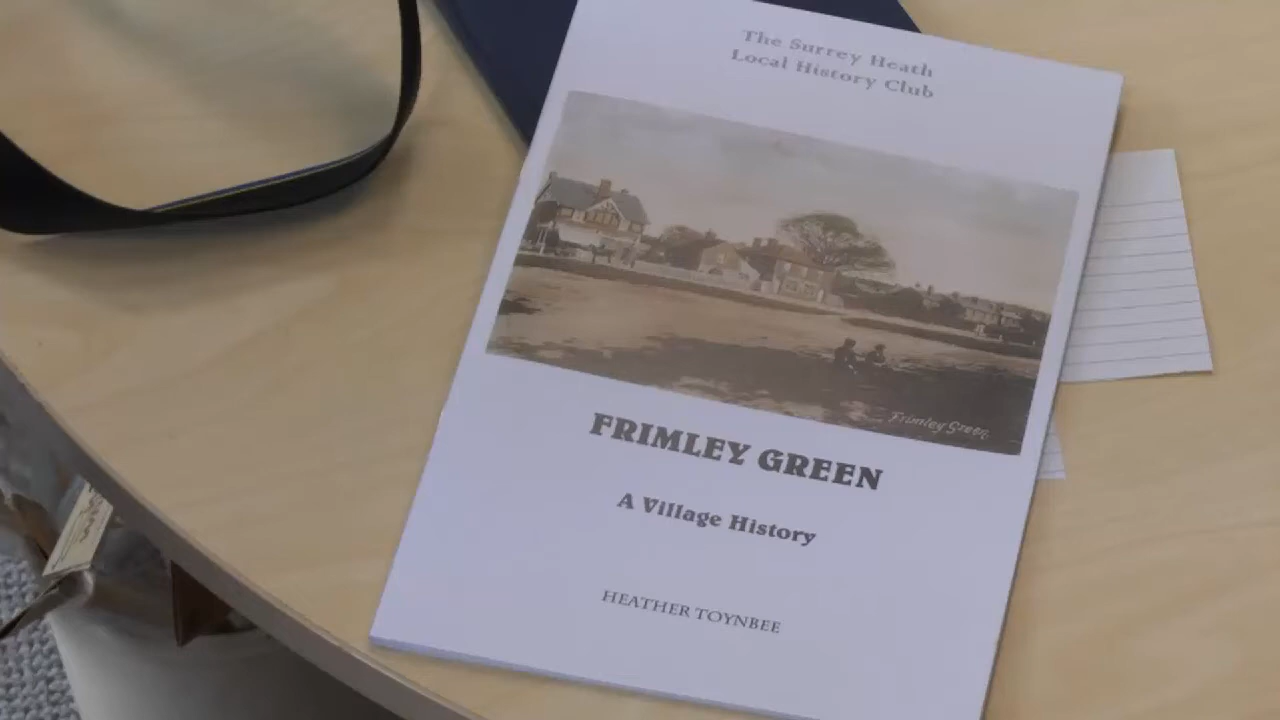 The Surrey Heath
Local History Club
Frimley Green
FRIMLEY GREEN
A Village History
HEATHER TOYNBEE